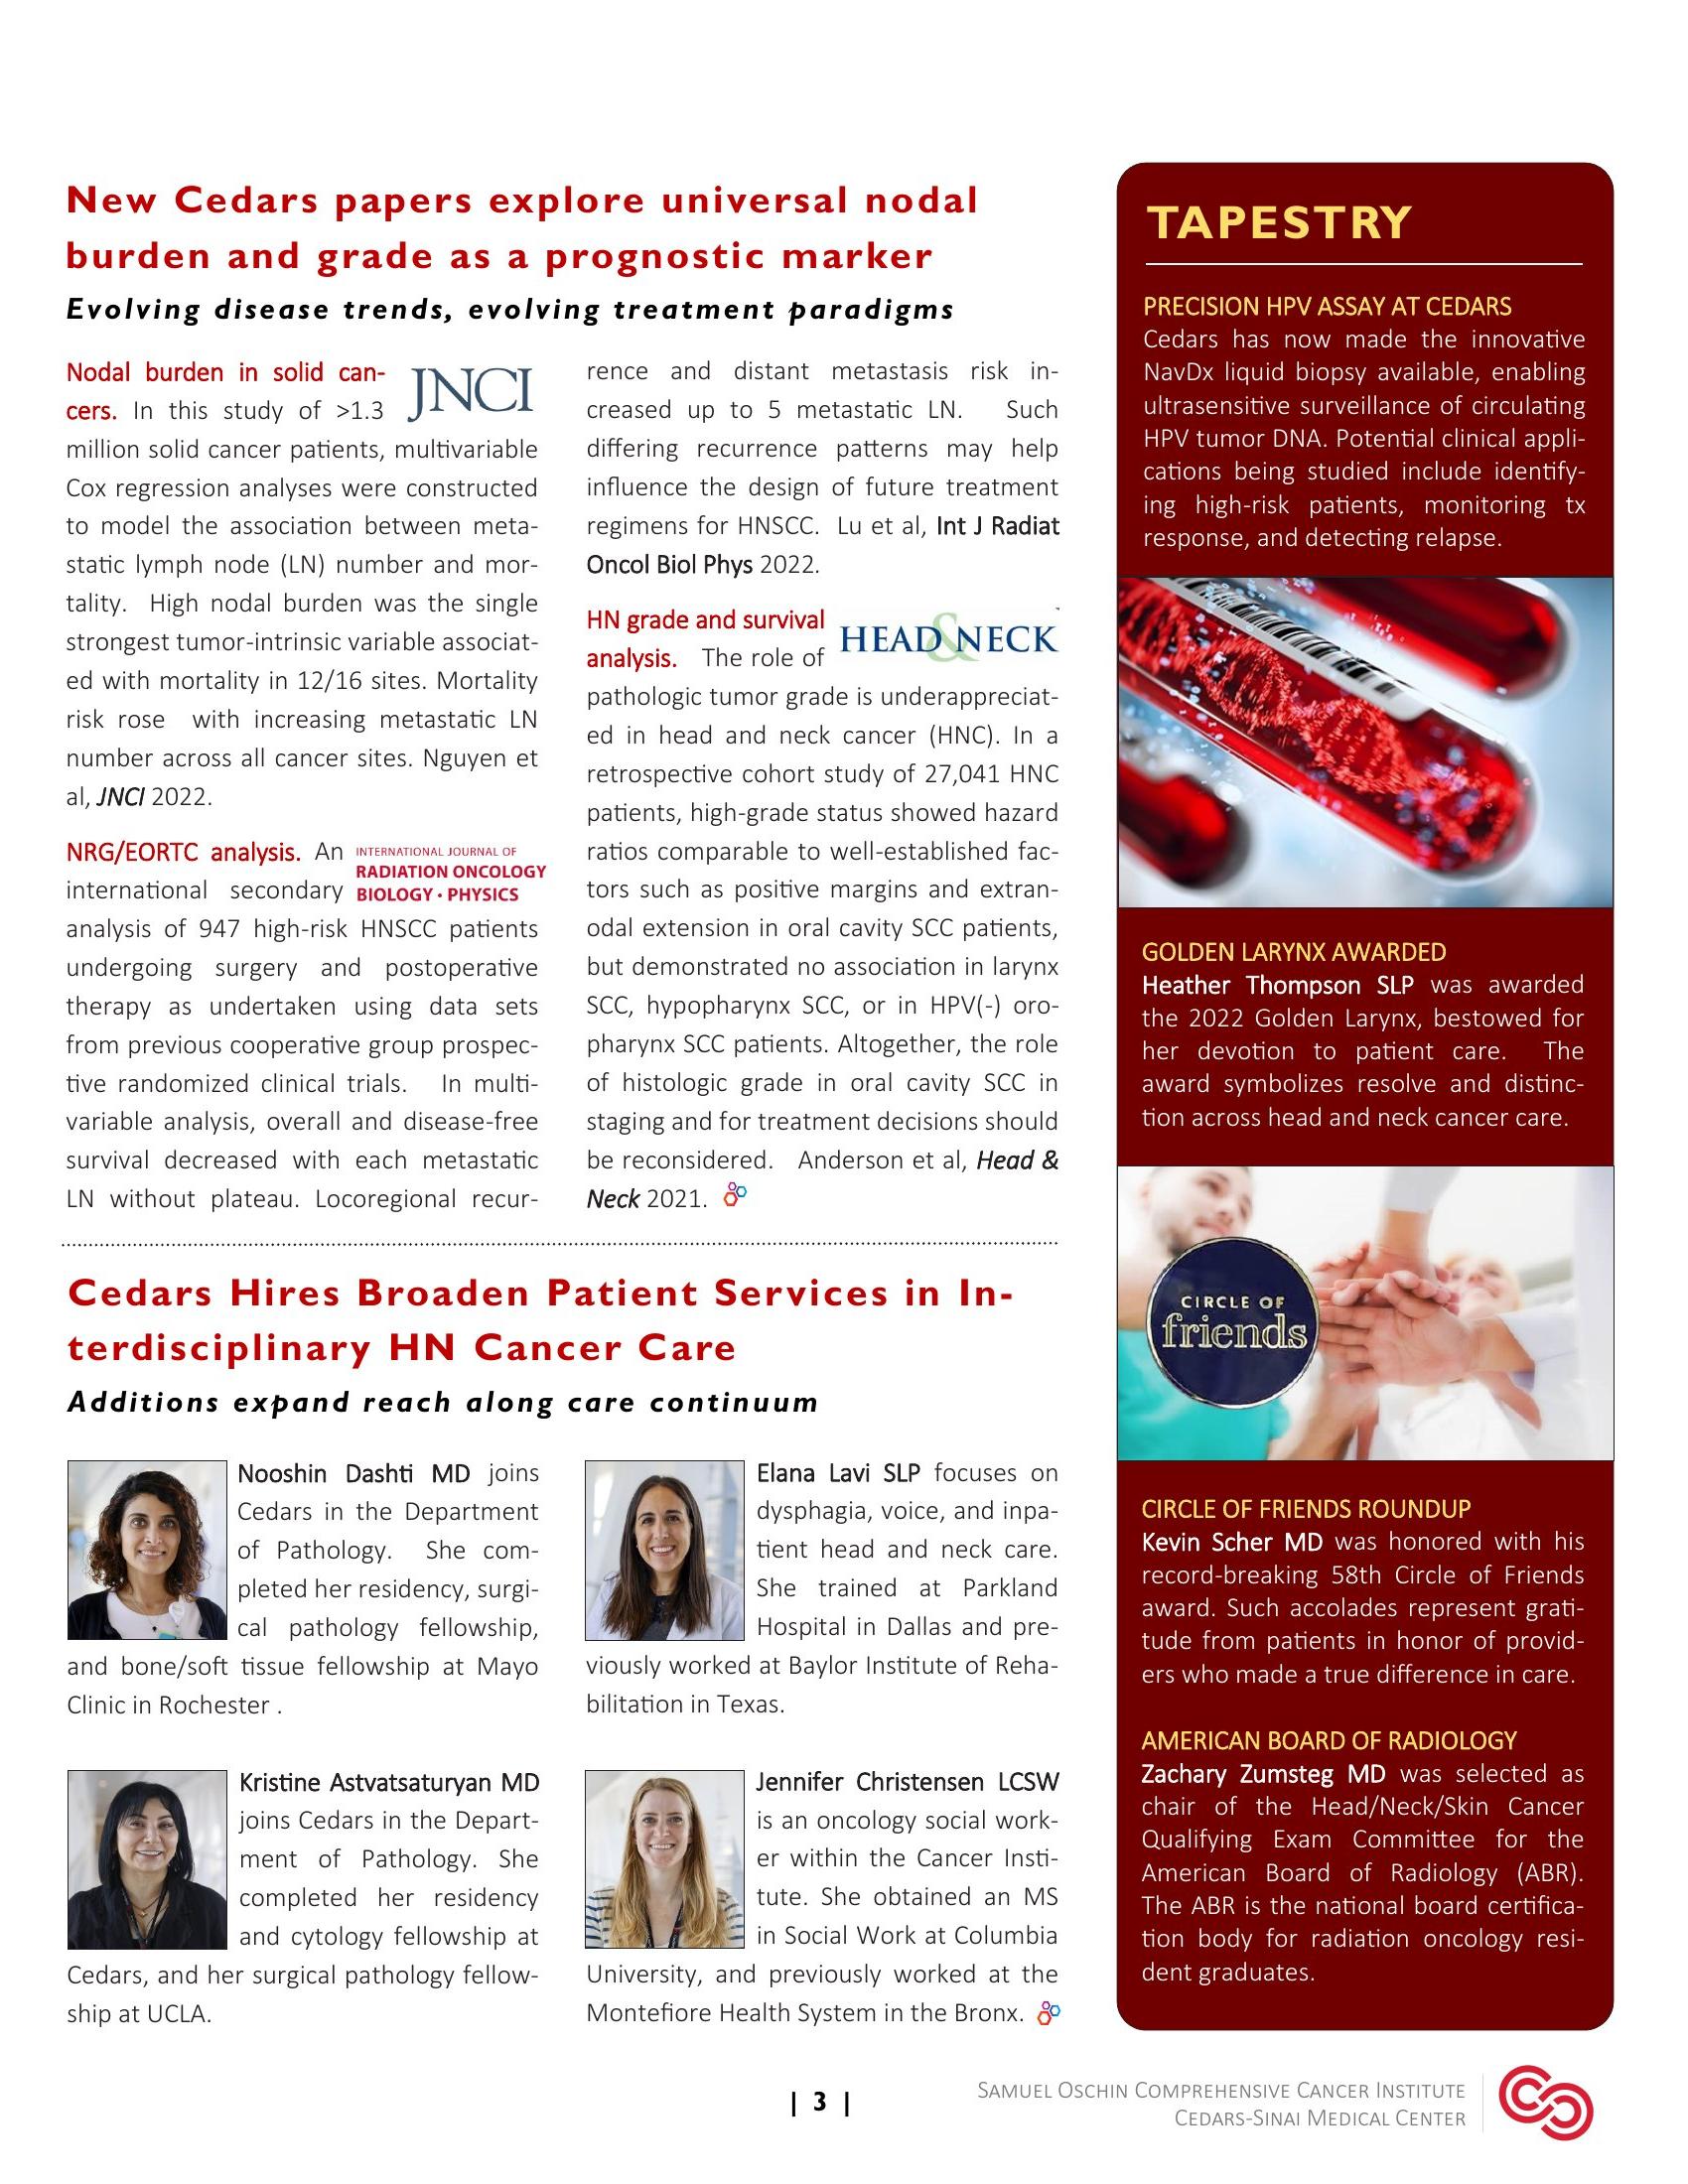 New Cedars papers explore universal nodal
burden and grade as a prognostic marker
Evolving disease trends, evolving treatment paradigms
Nodal burden in solid can-
cers. In this study of >1.3
JNCI
million solid cancer patients, multivariable
Cox regression analyses were constructed
to model the association between meta-
static lymph node (LN) number and mor-
tality. High nodal burden was the single
strongest tumor-intrinsic variable associat-
ed with mortality in 12/16 sites. Mortality
risk rose with increasing metastatic LN
number across all cancer sites. Nguyen et
al, JNCI 2022.
NRG/EORTC analysis. An
international secondary
INTERNATIONAL JOURNAL OF
RADIATION ONCOLOGY
BIOLOGY • PHYSICS
analysis of 947 high-risk HNSCC patients
undergoing surgery and postoperative
therapy as undertaken using data sets
from previous cooperative group prospec-
tive randomized clinical trials. In multi-
variable analysis, overall and disease-free
survival decreased with each metastatic
LN without plateau. Locoregional recur-
rence and distant metastasis risk in-
creased up to 5 metastatic LN. Such
differing recurrence patterns may help
influence the design of future treatment
regimens for HNSCC. Lu et al, Int J Radiat
Oncol Biol Phys 2022.
HN grade and survival
analysis. The role of
HEAD & NECK
pathologic tumor grade is underappreciat-
ed in head and neck cancer (HNC). In a
retrospective cohort study of 27,041 HNC
patients, high-grade status showed hazard
ratios comparable to well-established fac-
tors such as positive margins and extran-
odal extension in oral cavity SCC patients,
but demonstrated no association in larynx
SCC, hypopharynx SCC, or in HPV(-) oro-
pharynx SCC patients. Altogether, the role
of histologic grade in oral cavity SCC in
staging and for treatment decisions should
be reconsidered. Anderson et al, Head &
Neck 2021.
Cedars Hires Broaden Patient Services in In-
terdisciplinary HN Cancer Care
Additions expand reach along care continuum
Nooshin Dashti MD joins
Cedars in the Department
of Pathology. She com-
pleted her residency, surgi-
cal pathology fellowship,
and bone/soft tissue fellowship at Mayo
Clinic in Rochester .
Kristine Astvatsaturyan MD
joins Cedars in the Depart-
ment of Pathology. She
completed her residency
and cytology fellowship at
Cedars, and her surgical pathology fellow-
ship at UCLA.
Elana Lavi SLP focuses on
dysphagia, voice, and inpa-
tient head and neck care.
She trained at Parkland
Hospital in Dallas and pre-
viously worked at Baylor Institute of Reha-
bilitation in Texas.
Jennifer Christensen LCSW
is an oncology social work-
er within the Cancer Insti-
tute. She obtained an MS
in Social Work at Columbia
University, and previously worked at the
Montefiore Health System in the Bronx.
TAPESTRY
PRECISION HPV ASSAY AT CEDARS
Cedars has now made the innovative
NavDx liquid biopsy available, enabling
ultrasensitive surveillance of circulating
HPV tumor DNA. Potential clinical appli-
cations being studied include identify-
ing high-risk patients, monitoring tx
response, and detecting relapse.
GOLDEN LARYNX AWARDED
Heather Thompson SLP was awarded
the 2022 Golden Larynx, bestowed for
her devotion to patient care. The
award symbolizes resolve and distinc-
tion across head and neck cancer care.
CIRCLE OF
friends
CIRCLE OF FRIENDS ROUNDUP
Kevin Scher MD was honored with his
record-breaking 58th Circle of Friends
award. Such accolades represent grati-
tude from patients in honor of provid-
ers who made a true difference in care.
AMERICAN BOARD OF RADIOLOGY
Zachary Zumsteg MD was selected as
chair of the Head/Neck/Skin Cancer
Qualifying Exam Committee for the
American Board of Radiology (ABR).
The ABR is the national board certifica-
tion body for radiation oncology resi-
dent graduates.
| 3 |
SAMUEL OSCHIN COMPREHENSIVE CANCER INSTITUTE
CEDARS-SINAI MEDICAL CENTER